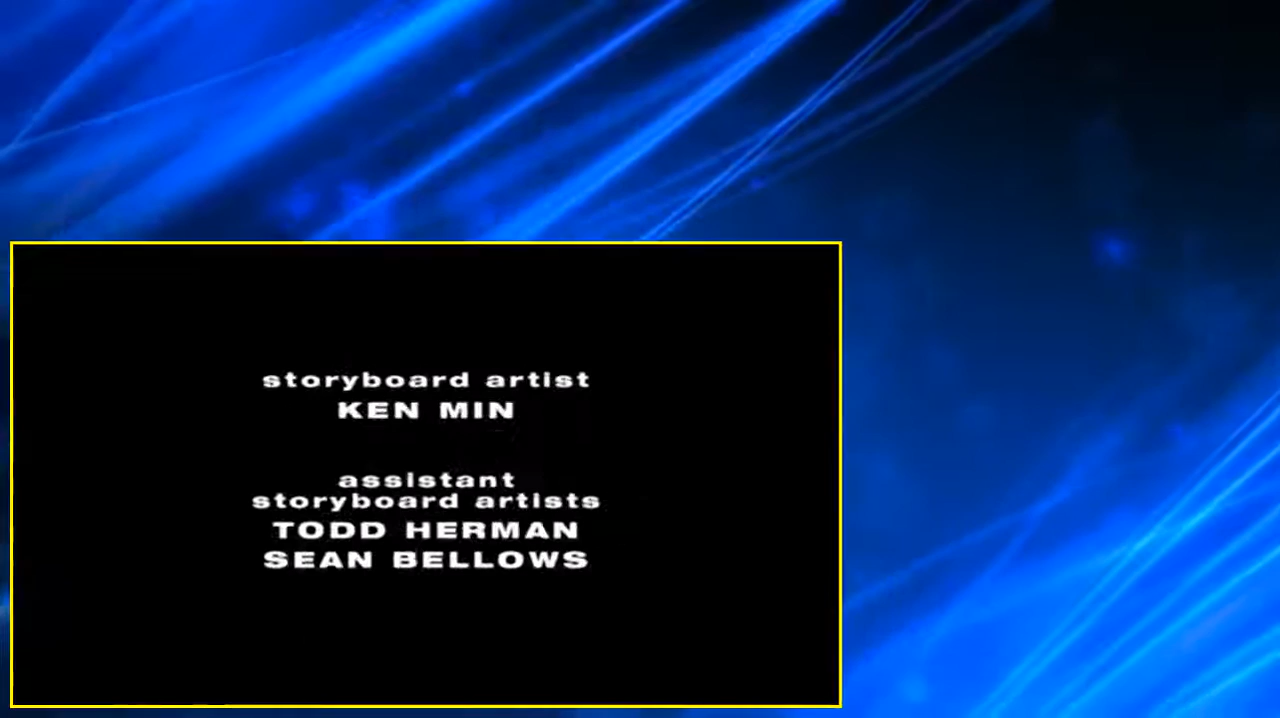 storyboard artist
KEN MIN
assistant
storyboard artists
TODD HERMAN
SEAN BELLOWS